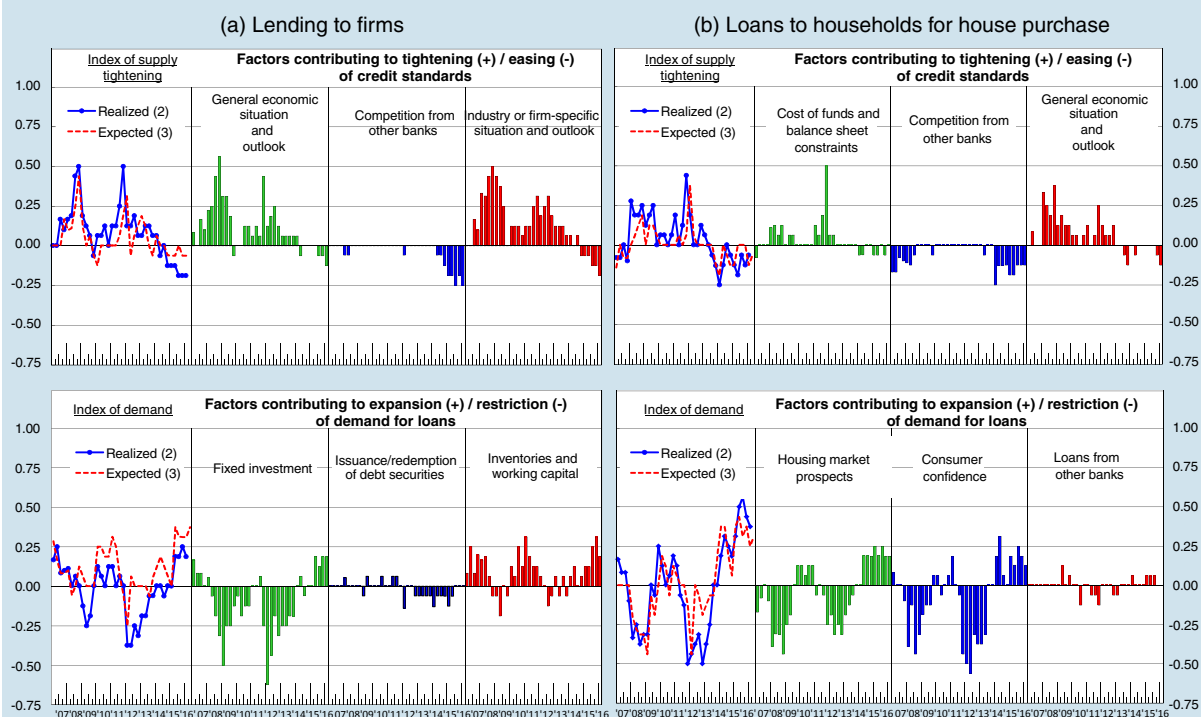 (a) Lending to firms
(b) Loans to households for house purchase
Index of supply
tightening
Factors contributing to tightening (+) / easing (-)
of credit standards
Realized (2)
Expected (3)
General economic
situation
and
outlook
Competition from
other banks
Industry or firm-specific
situation and outlook
1.00
0.75
0.50
0.25
0.00
-0.25
-0.50
-0.75
Index of supply
tightening
Factors contributing to tightening (+) / easing (-)
of credit standards
Realized (2)
Expected (3)
Cost of funds and
balance sheet
constraints
Competition from
other banks
General economic
situation
and
outlook
1.00
0.75
0.50
0.25
0.00
-0.25
-0.50
-0.75
Index of demand
Factors contributing to expansion (+) / restriction (-)
of demand for loans
Realized (2)
Expected (3)
Fixed investment
Issuance/redemption
of debt securities
Inventories and
working capital
1.00
0.75
0.50
0.25
0.00
-0.25
-0.50
-0.75
'07'08'09'10'11'12'13'14'15'16
07'08'09'10'11'12'13'14'15'16
07'08'09'10'11'12'13'14'15'16
07'08'09'10'11'12'13'14'15'16
Index of demand
Factors contributing to expansion (+) / restriction (-)
of demand for loans
Realized (2)
Expected (3)
Housing market
prospects
Consumer
confidence
Loans from
other banks
1.00
0.75
0.50
0.25
0.00
-0.25
-0.50
-0.75
'07'08'09'10'11'12'13'14'15'16
07'08'09'10'11'12'13'14'15'16
07'08'09'10'11'12'13'14'15'16
07'08'09'10'11'12'13'14'15'16